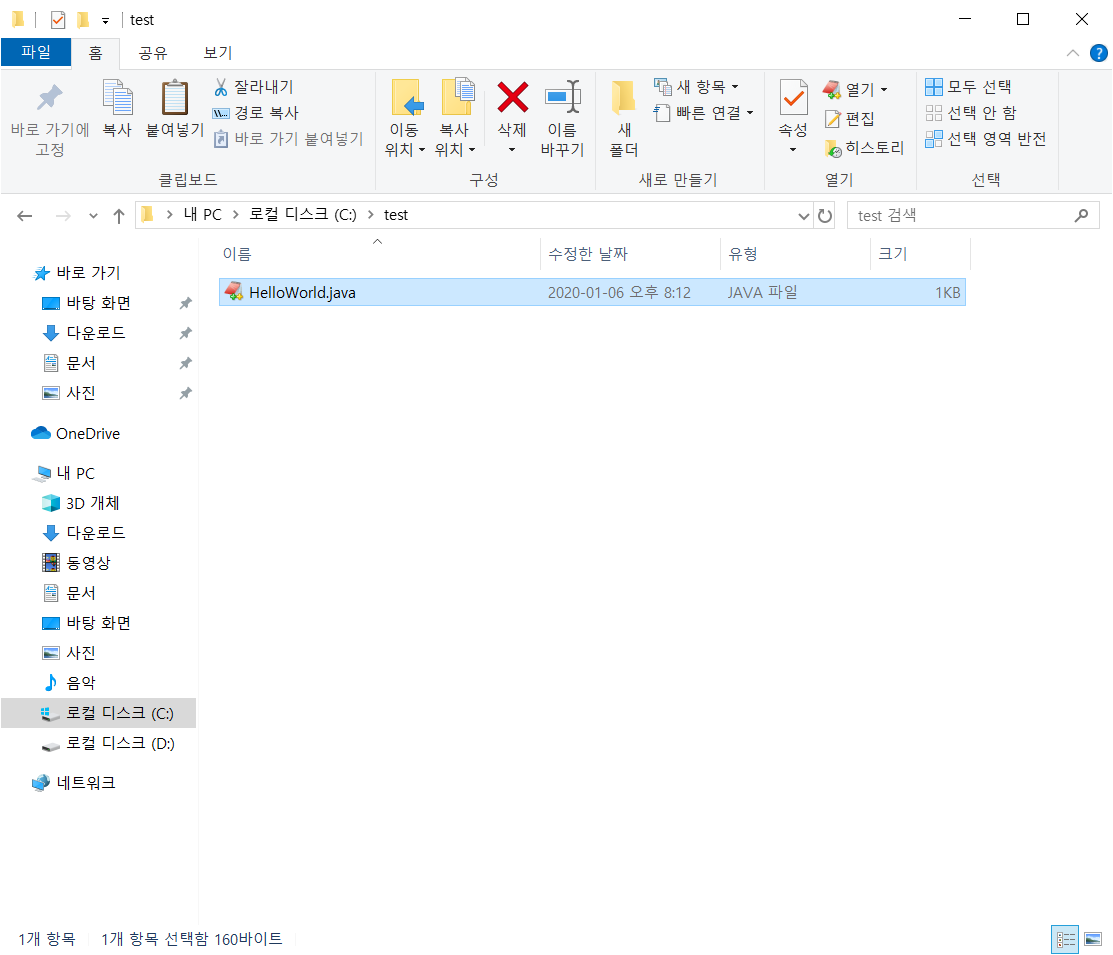 test
파일 홈 공유 보기
바로 가기에 고정
복사
붙여넣기
잘라내기
경로 복사
바로 가기 붙여넣기
클립보드
이동 위치
복사 위치
삭제
이름 바꾸기
구성
새 폴더
새 항목
빠른 연결
새로 만들기
속성
열기
편집
히스토리
열기
모두 선택
선택 안 함
선택 영역 반전
선택
내 PC 로컬 디스크 (C:) test
test 검색
바로 가기
바탕 화면
다운로드
문서
사진
OneDrive
내 PC
3D 개체
다운로드
동영상
문서
바탕 화면
사진
음악
로컬 디스크 (C:)
로컬 디스크 (D:)
네트워크
이름 수정한 날짜 유형 크기
HelloWorld.java 2020-01-06 오후 8:12 JAVA 파일 1KB
1개 항목 1개 항목 선택함 160바이트